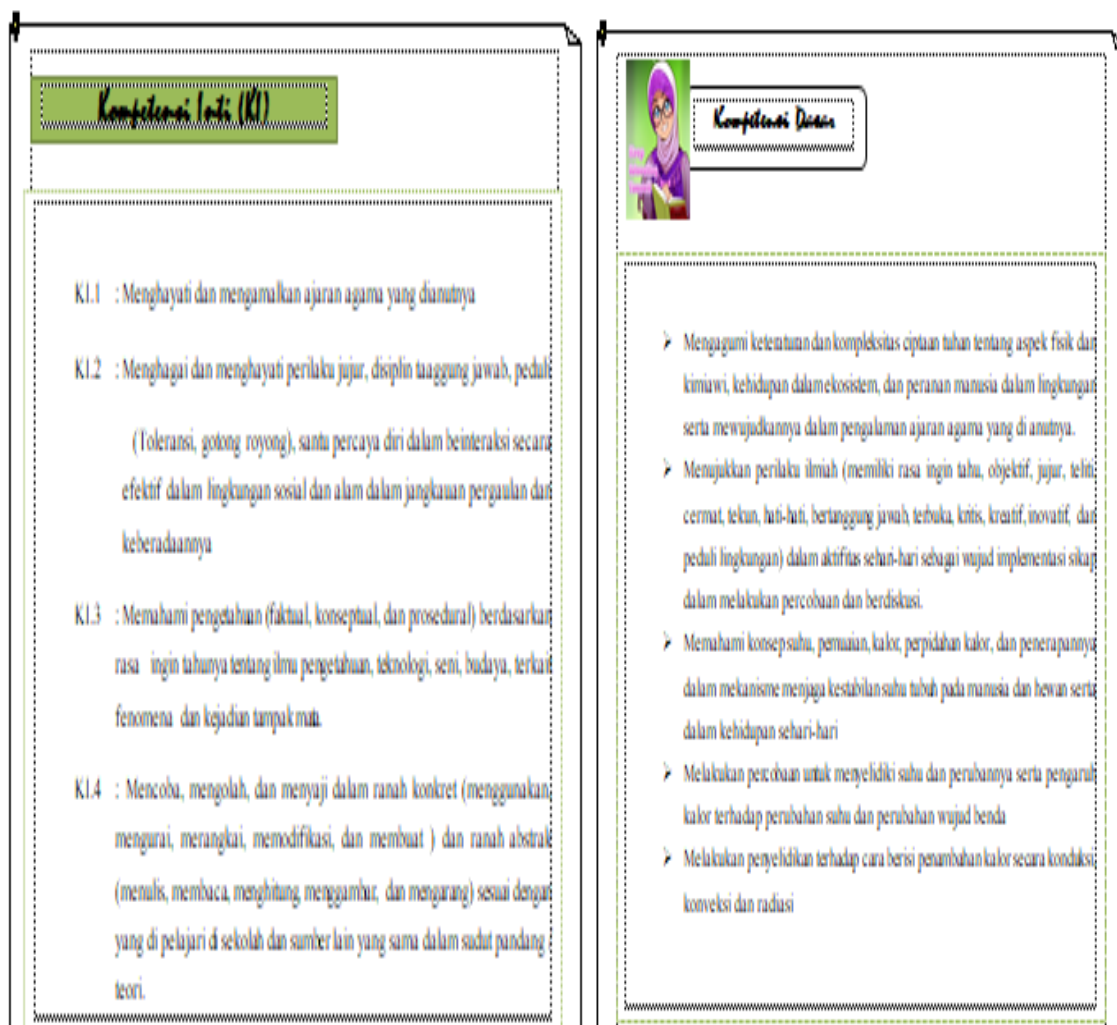 Kompetensi Inti (KI)
KI.1 : Menghayati dan mengamalkan ajaran agama yang dianutnya
KI.2 : Menghagai dan menghayati perilaku jujur, disiplin taaggung jawab, peduli
(Toleransi, gotong royong), santu percaya diri dalam beinteraksi secara
efektif dalam lingkungan sosial dan alam dalam jangkauan pergaulan dan
keberadaannya
KI.3 : Memahami pengetahuan (faktual, konseptual, dan prosedural) berdasarkan
rasa ingin tahunya tentang ilmu pengetahuan, teknologi, seni, budaya, terkait
fenomena dan kejadian tampak mata.
KI.4 : Mencoba, mengolah, dan menyaji dalam ranah konkret (menggunakan,
mengurai, merangkai, memodifikasi, dan membuat ) dan ranah abstrak
(menulis, membaca, menghitung, menggambar, dan mengarang) sesuai dengan
yang di pelajari di sekolah dan sumber lain yang sama dalam sudut pandang
teori.
Kompetensi Dasar
➢ Mengagumi keteraturan dan kompleksitas ciptaan tuhan tentang aspek fisik dan
kimiawi, kehidupan dalam ekosistem, dan peranan manusia dalam lingkungan
serta mewujudkannya dalam pengalaman ajaran agama yang di anutnya.
➢ Menujukkan perilaku ilmiah (memiliki rasa ingin tahu, objektif, jujur, teliti,
cermat, tekun, hati-hati, bertanggung jawab, terbuka, kritis, kreatif, inovatif, dan
peduli lingkungan) dalam aktifitas sehari-hari sebagai wujud implementasi sikap
dalam melakukan percobaan dan berdiskusi.
➢ Memahami konsep suhu, pemuaian, kalor, perpidahan kalor, dan penerapannya
dalam mekanisme menjaga kestabilan suhu tubuh pada manusia dan hewan serta
dalam kehidupan sehari-hari
➢ Melakukan percobaan untuk menyelidiki suhu dan perubannya serta pengaruh
kalor terhadap perubahan suhu dan perubahan wujud benda
➢ Melakukan penyelidikan terhadap cara berisi penambahan kalor secara konduksi,
konveksi dan radiasi